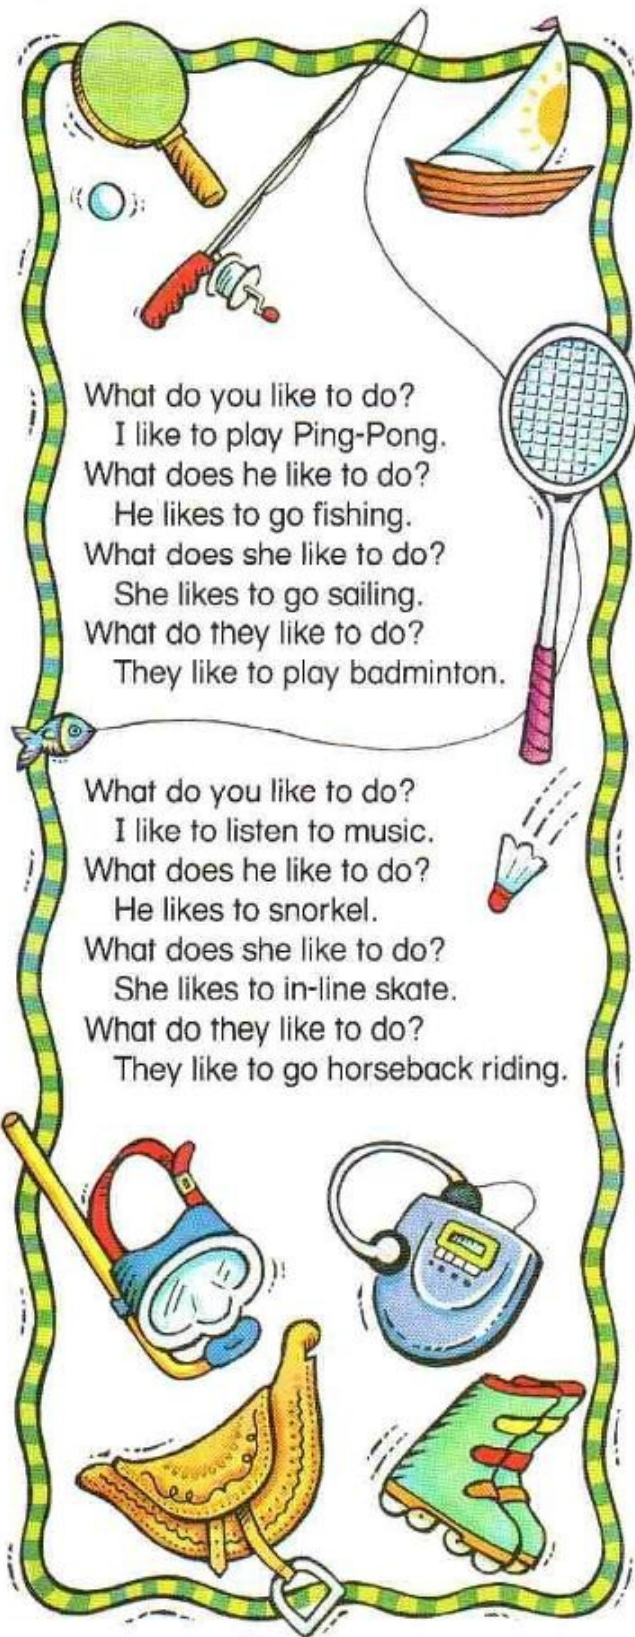 What do you like to do?
I like to play Ping-Pong.
What does he like to do?
He likes to go fishing.
What does she like to do?
She likes to go sailing.
What do they like to do?
They like to play badminton.
What do you like to do?
I like to listen to music.
What does he like to do?
He likes to snorkel.
What does she like to do?
She likes to in-line skate.
What do they like to do?
They like to go horseback riding.